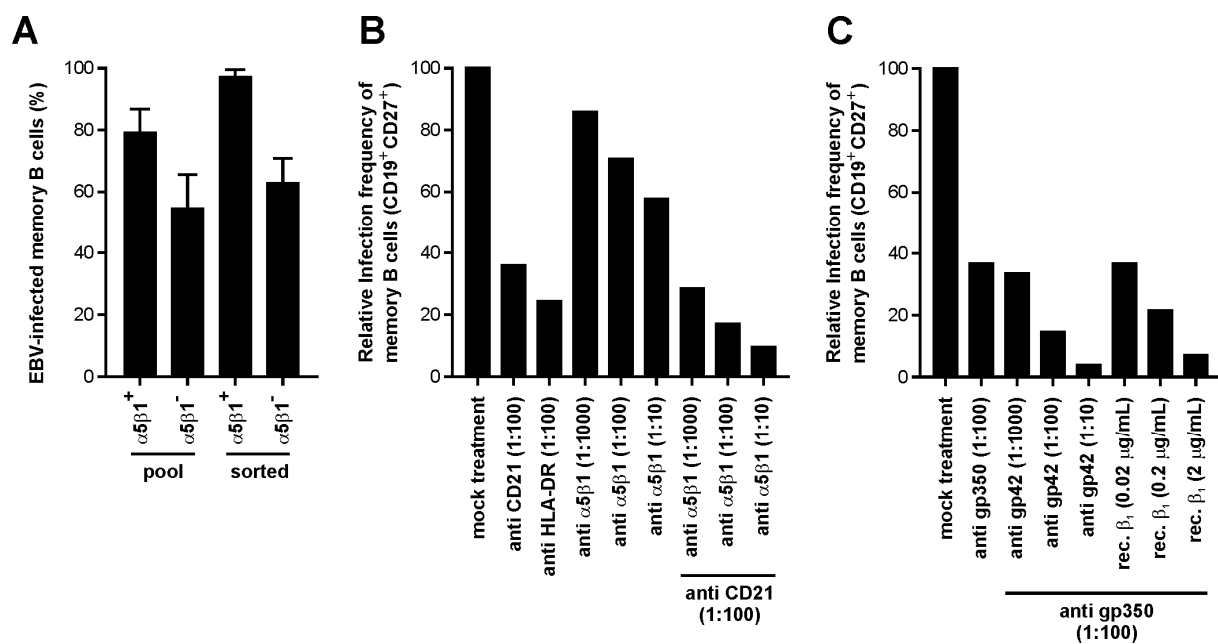 A
EBV-infected memory B cells (%)
100
80
60
40
20
0
α5β1+
α5β1-
α5β1+
α5β1-
pool
sorted
B
Relative Infection frequency of
memory B cells (CD19+ CD27+)
100
80
60
40
20
0
mock treatment
anti CD21 (1:100)
anti HLA-DR (1:100)
anti α5β1 (1:1000)
anti α5β1 (1:100)
anti α5β1 (1:10)
anti α5β1 (1:1000)
anti α5β1 (1:100)
anti α5β1 (1:10)
anti CD21
(1:100)
C
Relative Infection frequency of
memory B cells (CD19+ CD27+)
100
80
60
40
20
0
mock treatment
anti gp350 (1:100)
anti gp42 (1:1000)
anti gp42 (1:100)
anti gp42 (1:10)
rec. β₁ (0.02 μg/mL)
rec. β₁ (0.2 μg/mL)
rec. β₁ (2 μg/mL)
anti gp350
(1:100)